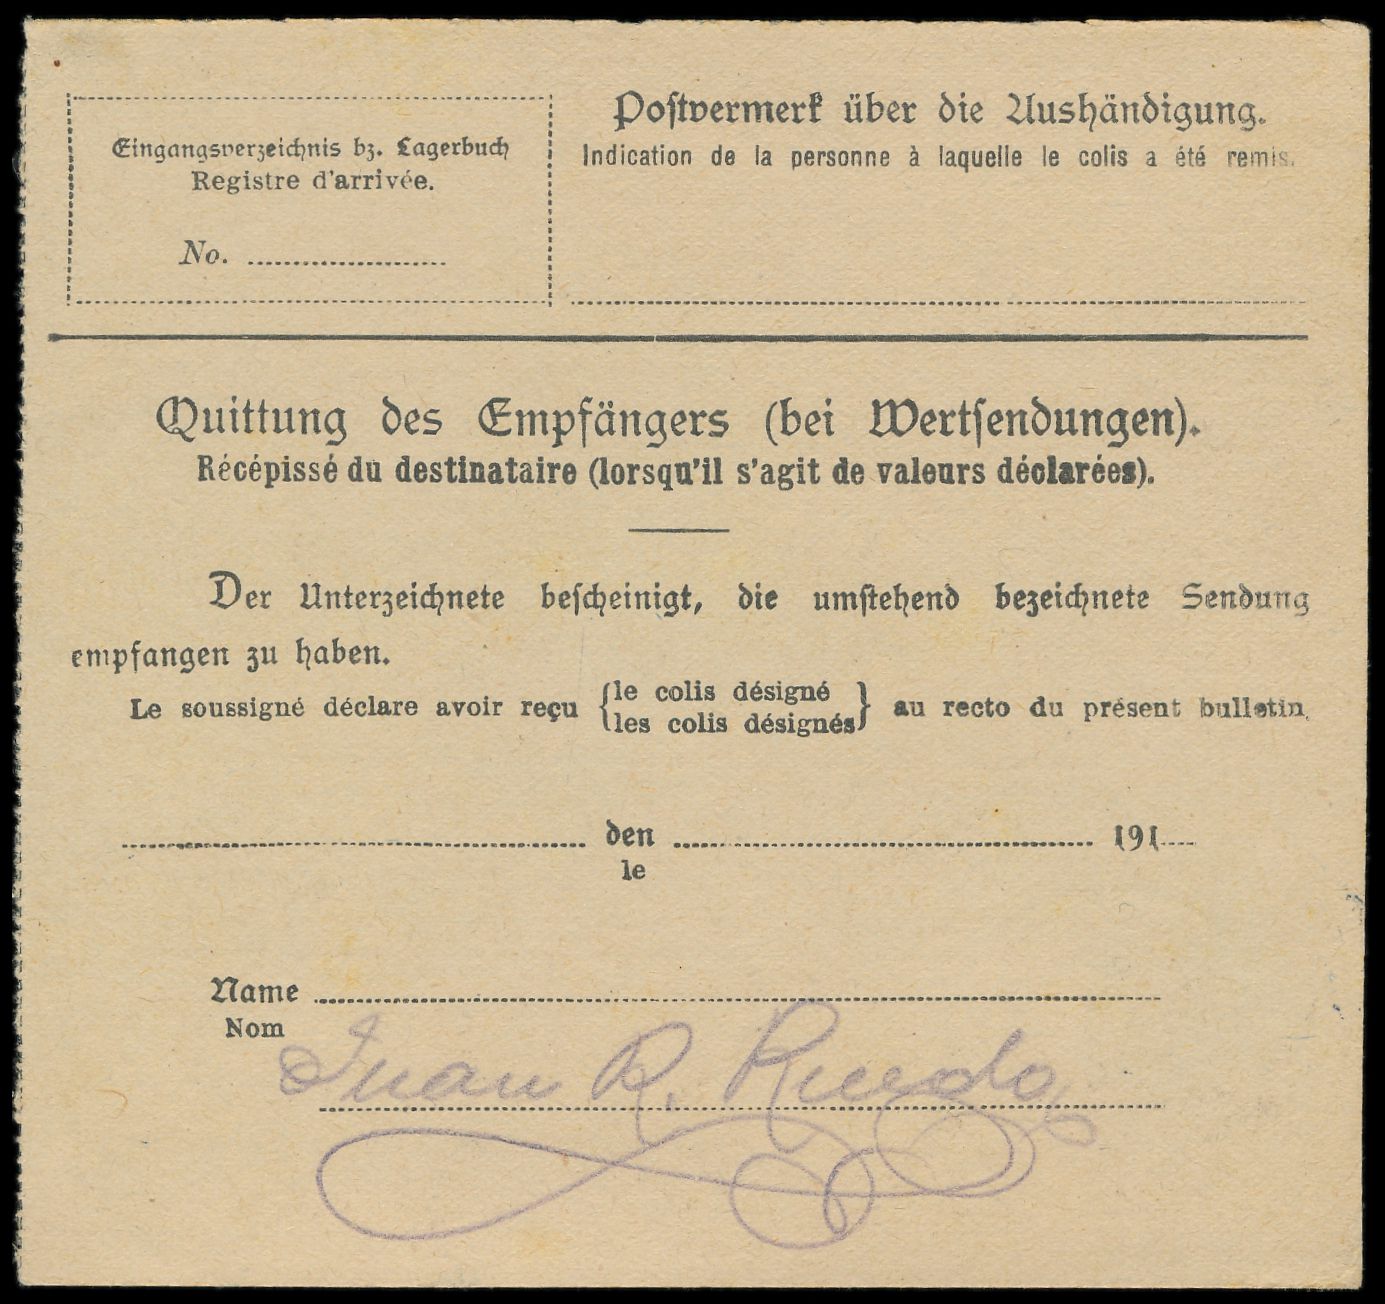 Eingangsverzeichnis bz. Lagerbuch
Registre d'arrivée.
No.
Postvermerk über die Aushändigung.
Indication de la personne à laquelle le colis a été remis.
Quittung des Empfängers (bei Wertsendungen).
Récépissé du destinataire (lorsqu'il s'agit de valeurs déclarées).
Der Unterzeichnete bescheinigt, die umstehend bezeichnete Sendung
empfangen zu haben.
Le soussigné déclare avoir reçu {le colis désigné / les colis désignés} au recto du présent bulletin.
den 191
le
Name
Nom
Juan R.